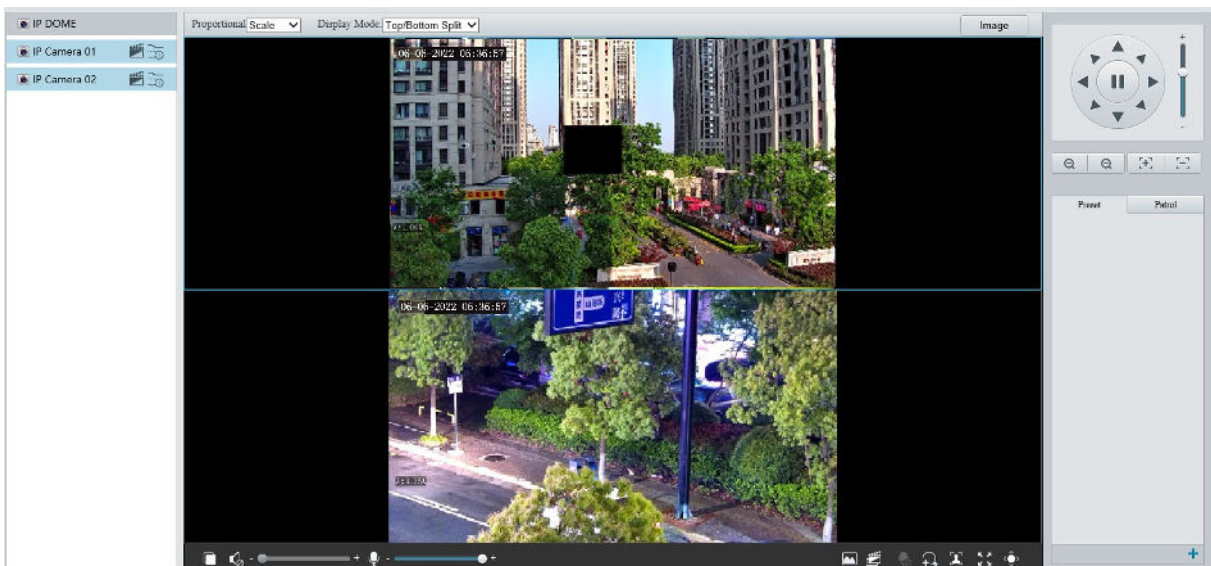 IP DOME
IP Camera 01
IP Camera 02
Proportional Scale
Display Mode: Top/Bottom Split
Image
06-06-2022 06:36:57
06-06-2022 06:36:57
Preset
Patrol